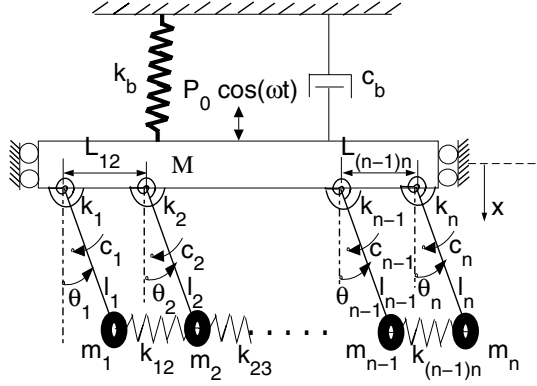 k_b
P_0 cos(ωt)
c_b
L_12
M
L_(n−1)n
x
k_1
k_2
k_n−1
k_n
c_1
c_2
c_n−1
c_n
θ_1
l_1
θ_2
l_2
θ_n−1
l_n−1
θ_n
l_n
m_1
k_12
m_2
k_23
.....
m_n−1
k_(n−1)n
m_n